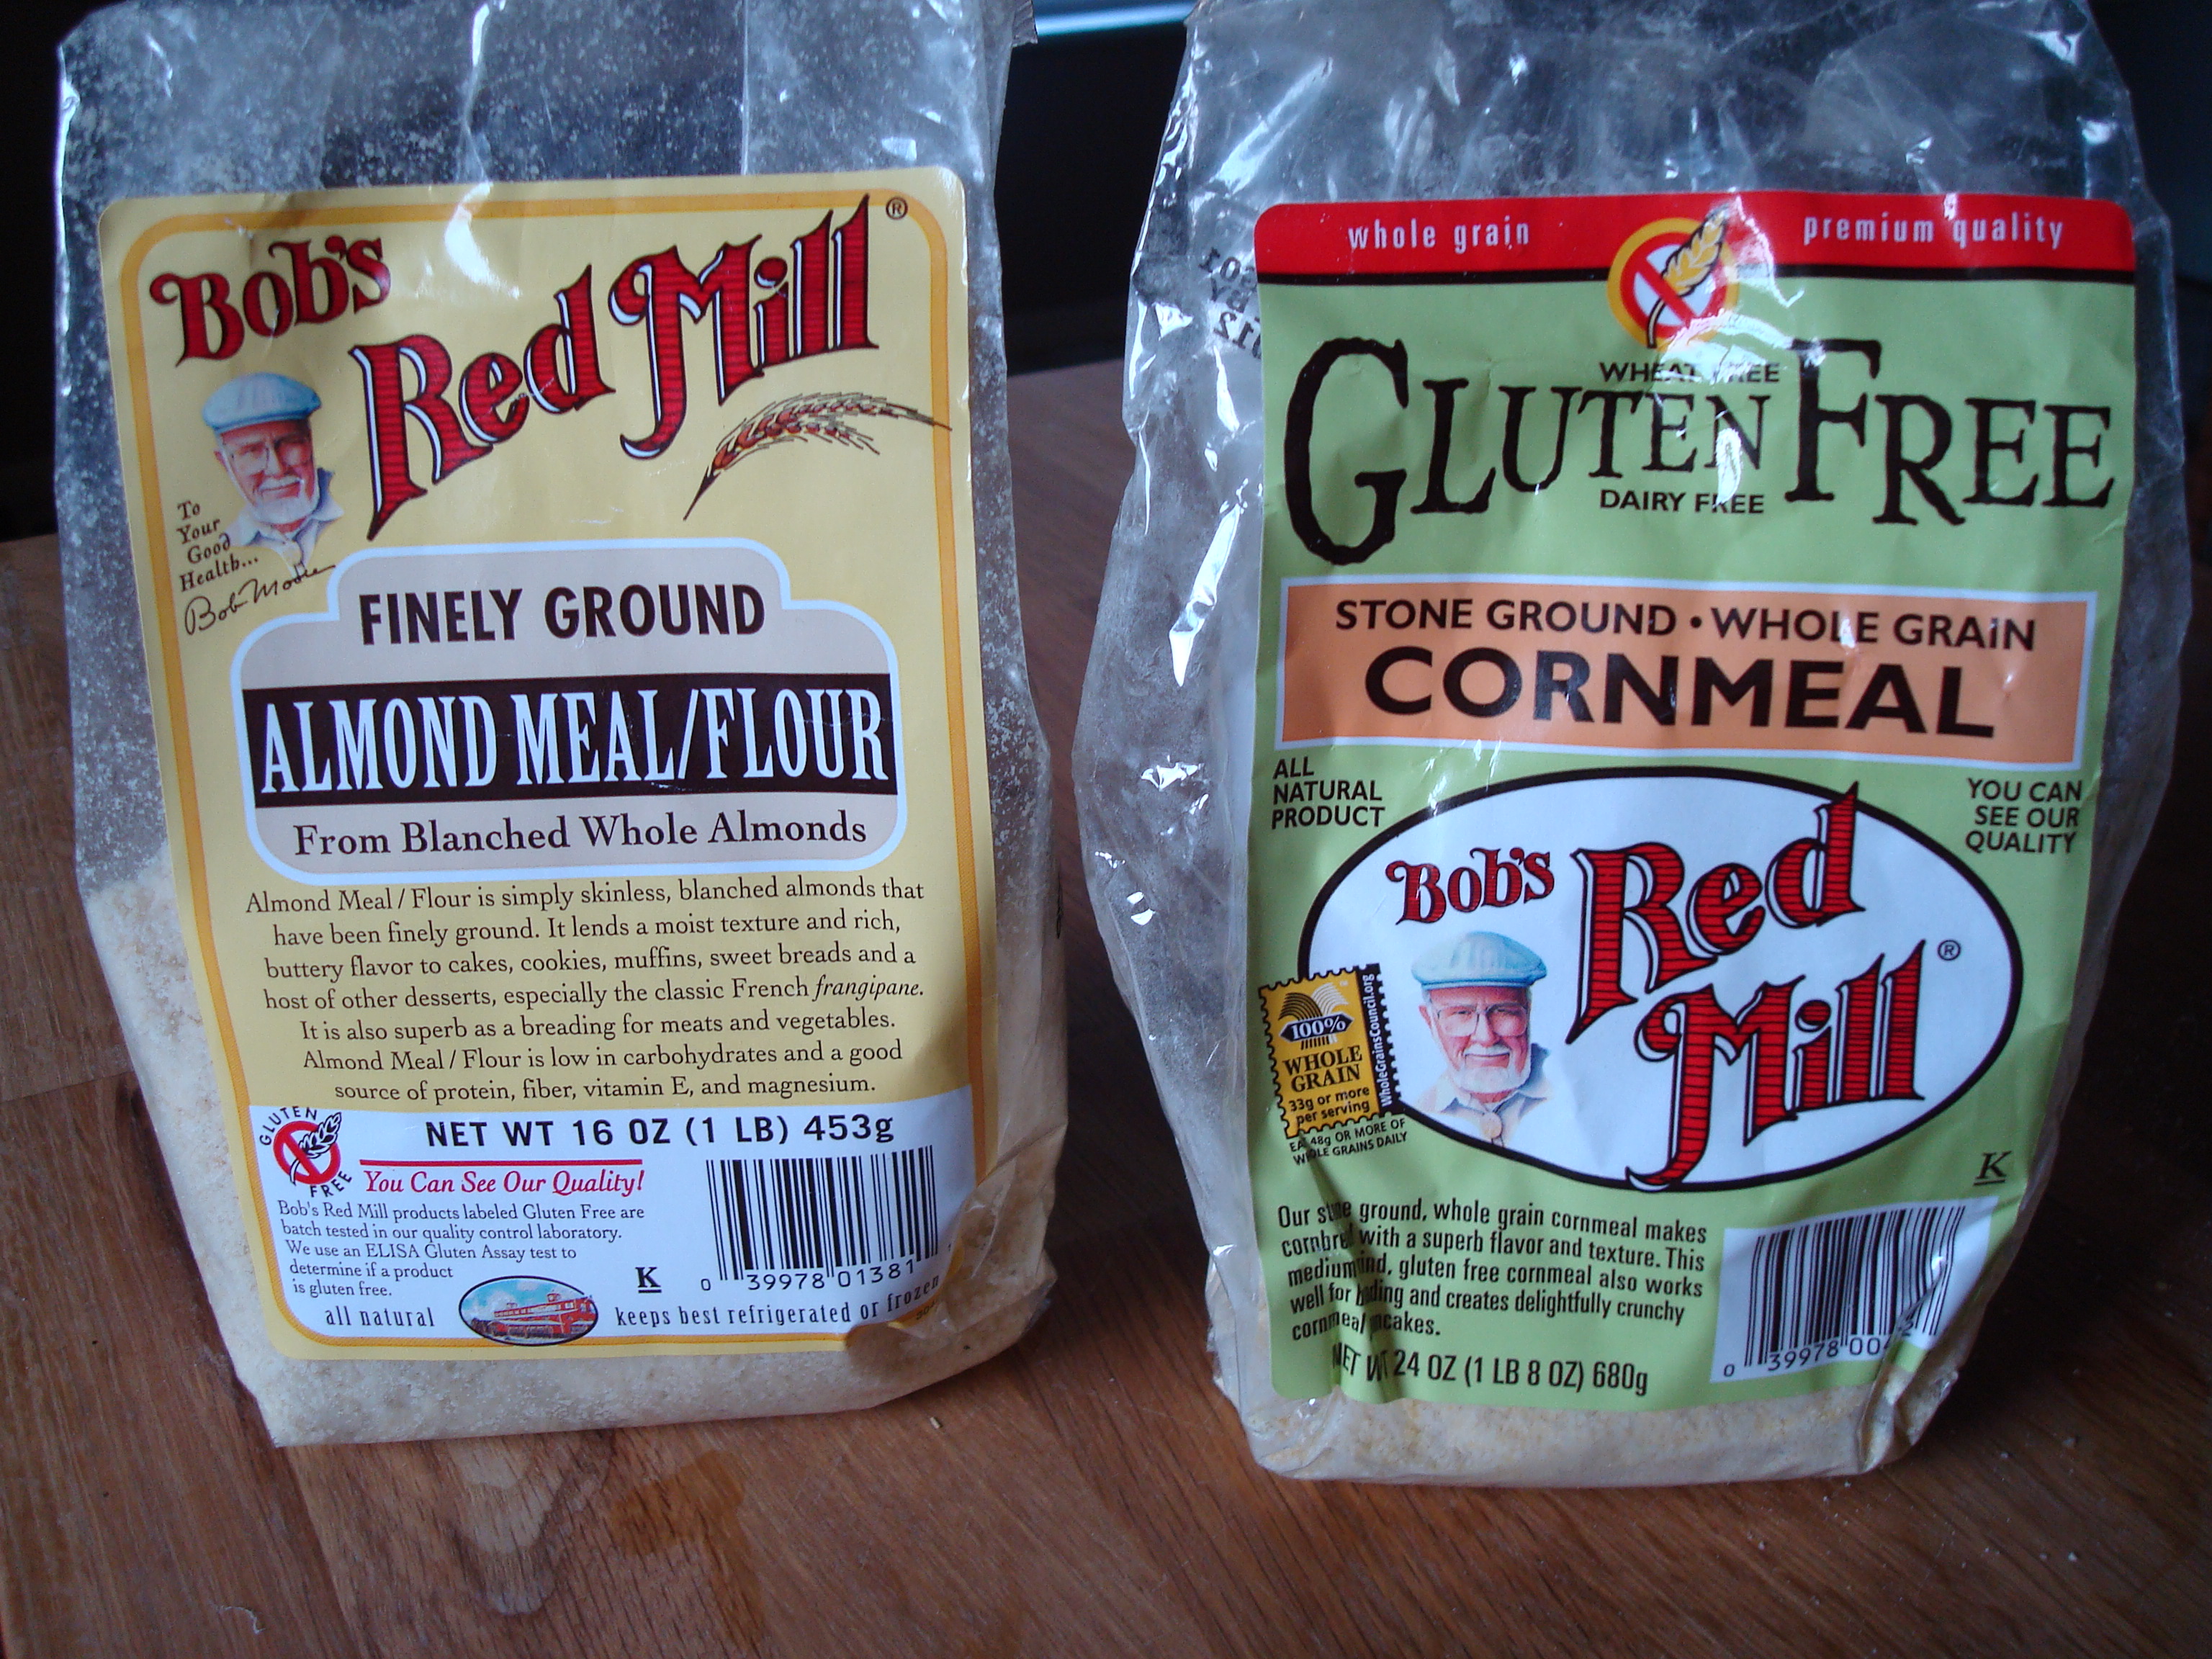 Bob's
Red Mill®
To
Your
Good
Health...
Bob Moore
FINELY GROUND
ALMOND MEAL/FLOUR
From Blanched Whole Almonds
Almond Meal / Flour is simply skinless, blanched almonds that
have been finely ground. It lends a moist texture and rich,
buttery flavor to cakes, cookies, muffins, sweet breads and a
host of other desserts, especially the classic French frangipane.
It is also superb as a breading for meats and vegetables.
Almond Meal / Flour is low in carbohydrates and a good
source of protein, fiber, vitamin E, and magnesium.
GLUTEN
FREE
NET WT 16 OZ (1 LB) 453g
You Can See Our Quality!
Bob's Red Mill products labeled Gluten Free are
batch tested in our quality control laboratory.
We use an ELISA Gluten Assay test to
determine if a product
is gluten free.
K
0 39978 01381
all natural
keeps best refrigerated or frozen
whole grain
premium quality
WHEAT FREE
GLUTEN FREE
DAIRY FREE
STONE GROUND • WHOLE GRAIN
CORNMEAL
ALL
NATURAL
PRODUCT
YOU CAN
SEE OUR
QUALITY
Bob's
Red
Mill®
100%
WHOLE
GRAIN
33g or more
per serving
WholeGrainsCouncil.org
48g OR MORE OF
WHOLE GRAINS DAILY
K
Our stone ground, whole grain cornmeal makes
with a superb flavor and texture. This
medium gluten free cornmeal also works
well for and creates delightfully crunchy
cornmeal
NET WT 24 OZ (1 LB 8 OZ) 680g
0 39978 00